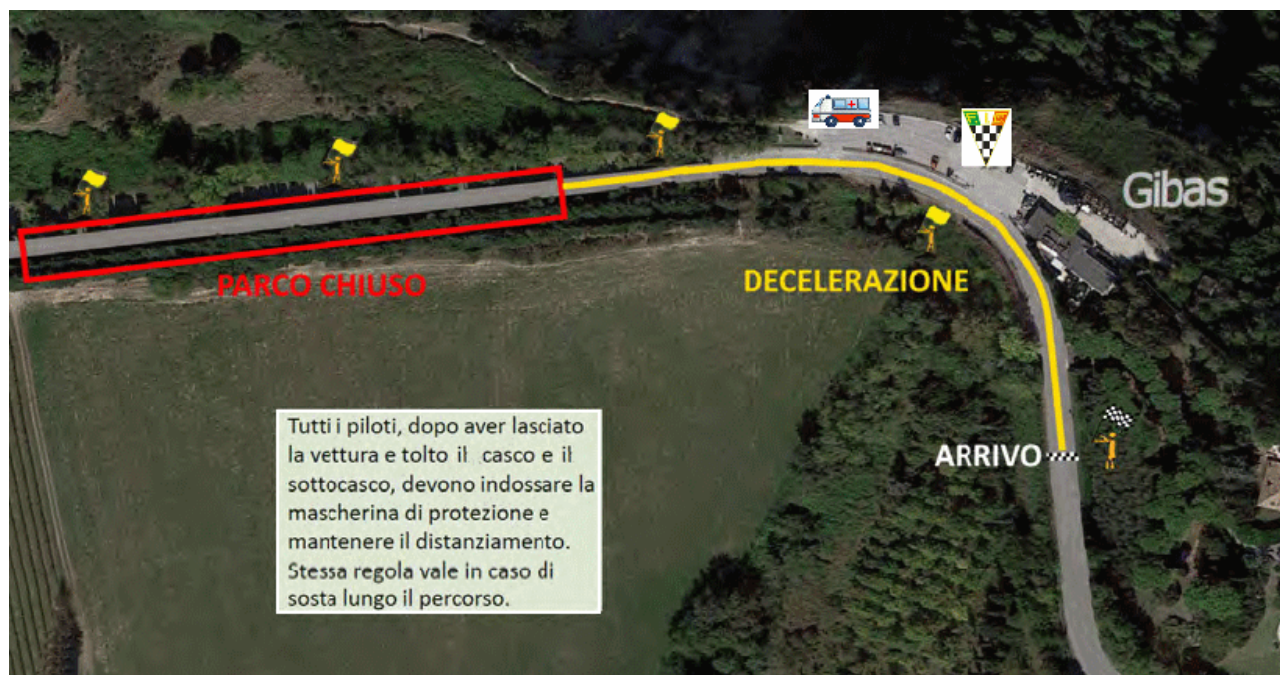 Gibas
PARCO CHIUSO
DECELERAZIONE
ARRIVO
Tutti i piloti, dopo aver lasciato
la vettura e tolto il casco e il
sottocasco, devono indossare la
mascherina di protezione e
mantenere il distanziamento.
Stessa regola vale in caso di
sosta lungo il percorso.